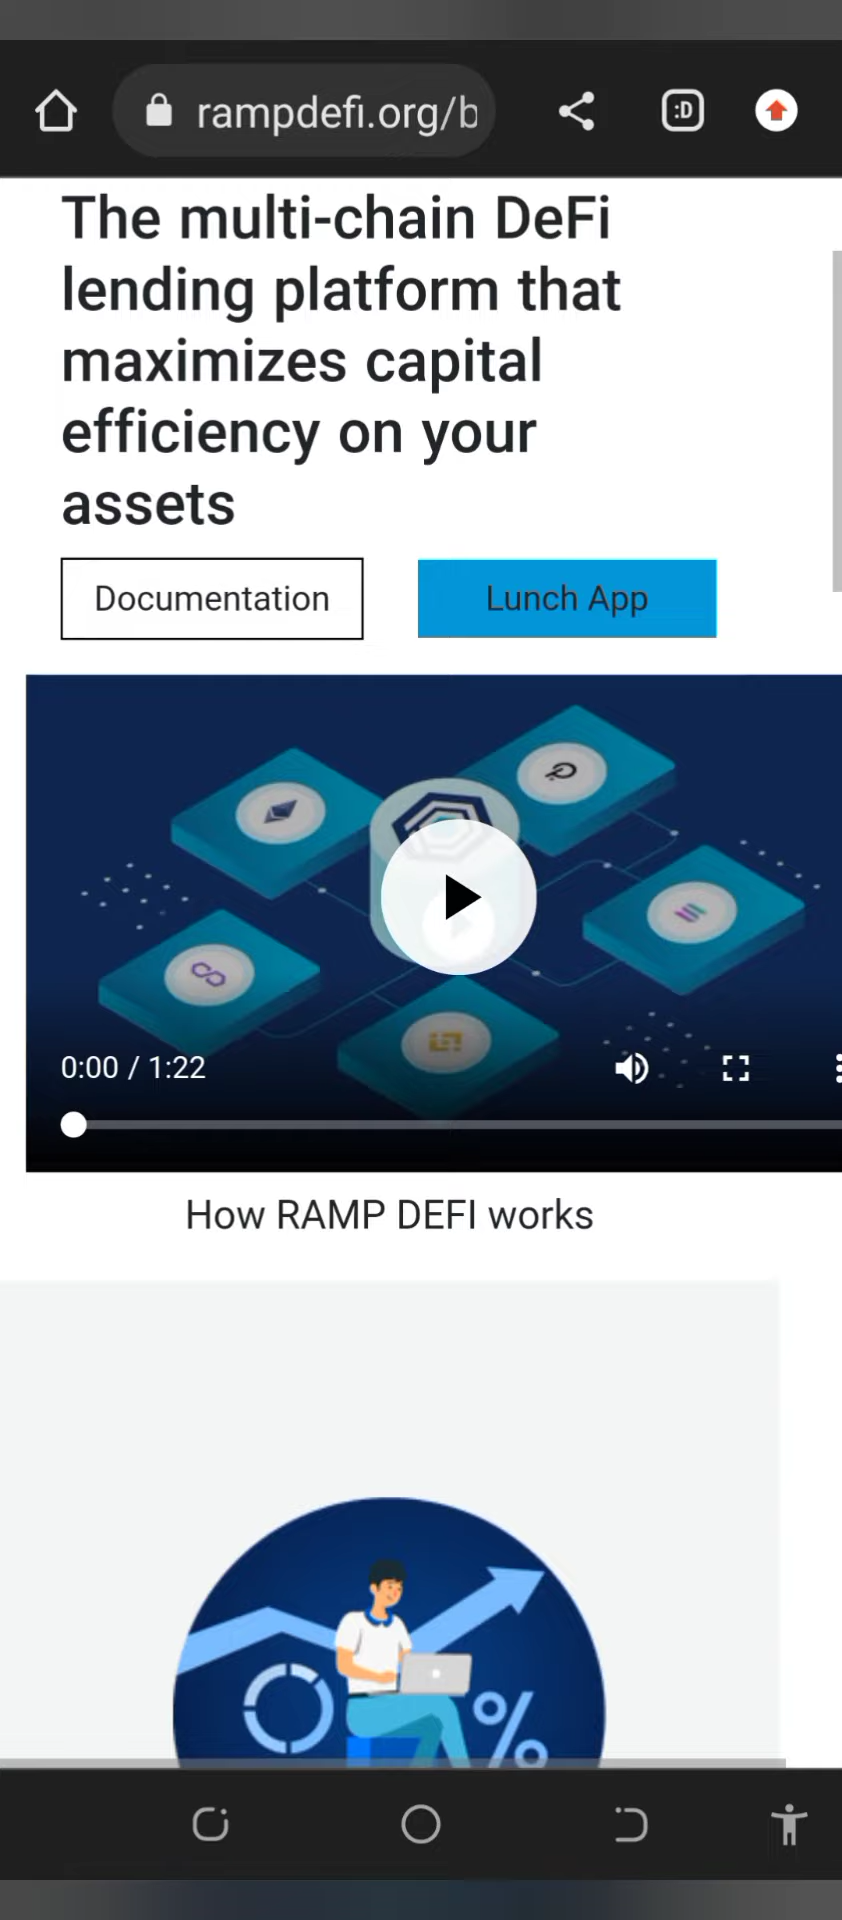 rampdefi.org/b
:D
The multi-chain DeFi
lending platform that
maximizes capital
efficiency on your
assets
Documentation
Lunch App
0:00 / 1:22
How RAMP DEFI works
%